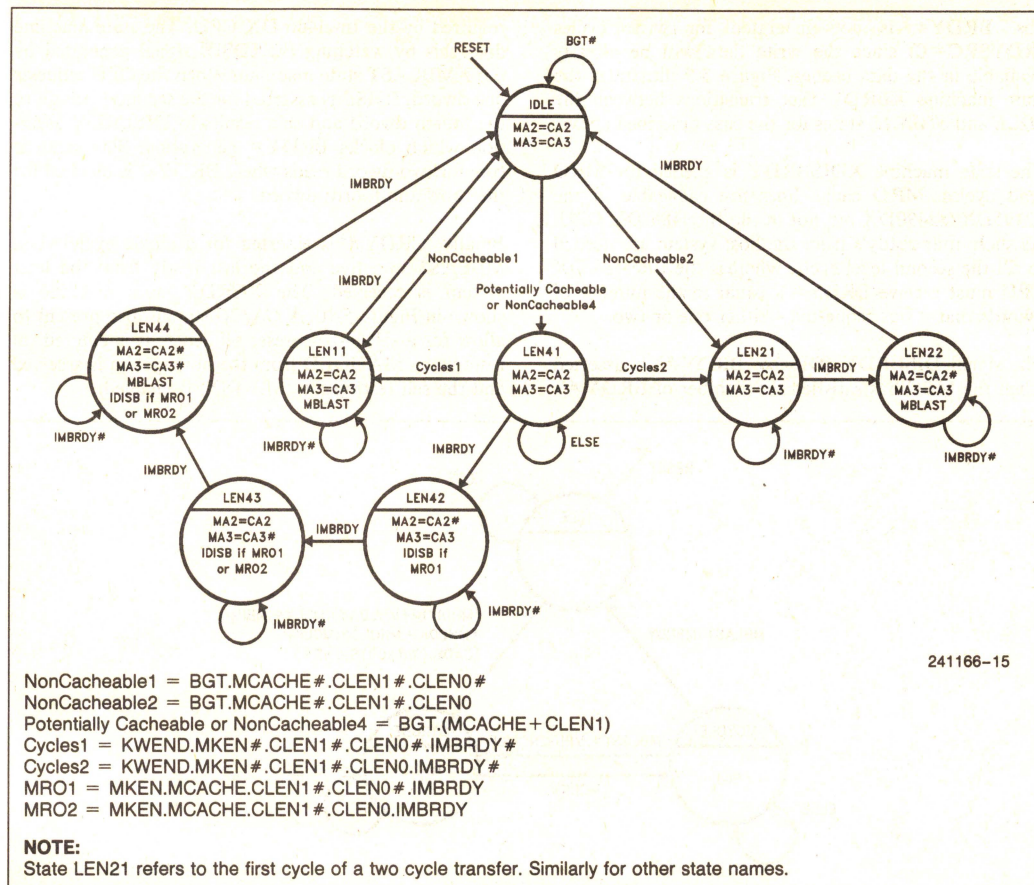 RESET
BGT#
IDLE
MA2=CA2
MA3=CA3
IMBRDY
IMBRDY
IMBRDY
NonCacheable1
NonCacheable2
Potentially Cacheable
or NonCacheable4
LEN44
MA2=CA2#
MA3=CA3#
MBLAST
IDISB if MRO1
or MRO2
IMBRDY#
LEN11
MA2=CA2
MA3=CA3
MBLAST
IMBRDY#
Cycles1
LEN41
MA2=CA2
MA3=CA3
ELSE
Cycles2
LEN21
MA2=CA2
MA3=CA3
IMBRDY#
IMBRDY
LEN22
MA2=CA2#
MA3=CA3
MBLAST
IMBRDY#
IMBRDY
IMBRDY
LEN43
MA2=CA2
MA3=CA3#
IDISB if MRO1
or MRO2
IMBRDY#
IMBRDY
LEN42
MA2=CA2#
MA3=CA3
IDISB if
MRO1
IMBRDY#
241166–15
NonCacheable1 = BGT.MCACHE#.CLEN1#.CLEN0#
NonCacheable2 = BGT.MCACHE#.CLEN1#.CLEN0
Potentially Cacheable or NonCacheable4 = BGT.(MCACHE+CLEN1)
Cycles1 = KWEND.MKEN#.CLEN1#.CLEN0#.IMBRDY#
Cycles2 = KWEND.MKEN#.CLEN1#.CLEN0.IMBRDY#
MRO1 = MKEN.MCACHE.CLEN1#.CLEN0#.IMBRDY
MRO2 = MKEN.MCACHE.CLEN1#.CLEN0.IMBRDY
NOTE:
State LEN21 refers to the first cycle of a two cycle transfer. Similarly for other state names.